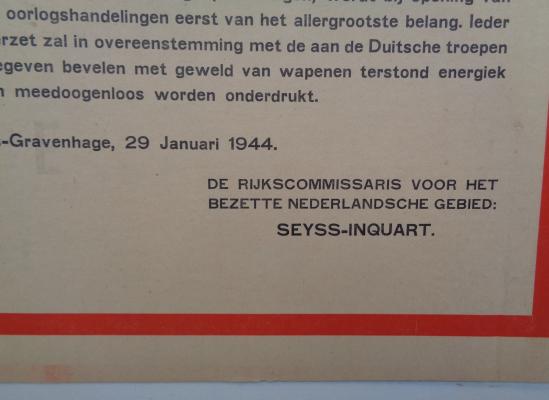 oorlogshandelingen eerst van het allergrootste belang. Ieder
rzet zal in overeenstemming met de aan de Duitsche troepen
egeven bevelen met geweld van wapenen terstond energiek
n meedoogenloos worden onderdrukt.
-Gravenhage, 29 Januari 1944.
DE RIJKSCOMMISSARIS VOOR HET
BEZETTE NEDERLANDSCHE GEBIED:
SEYSS-INQUART.